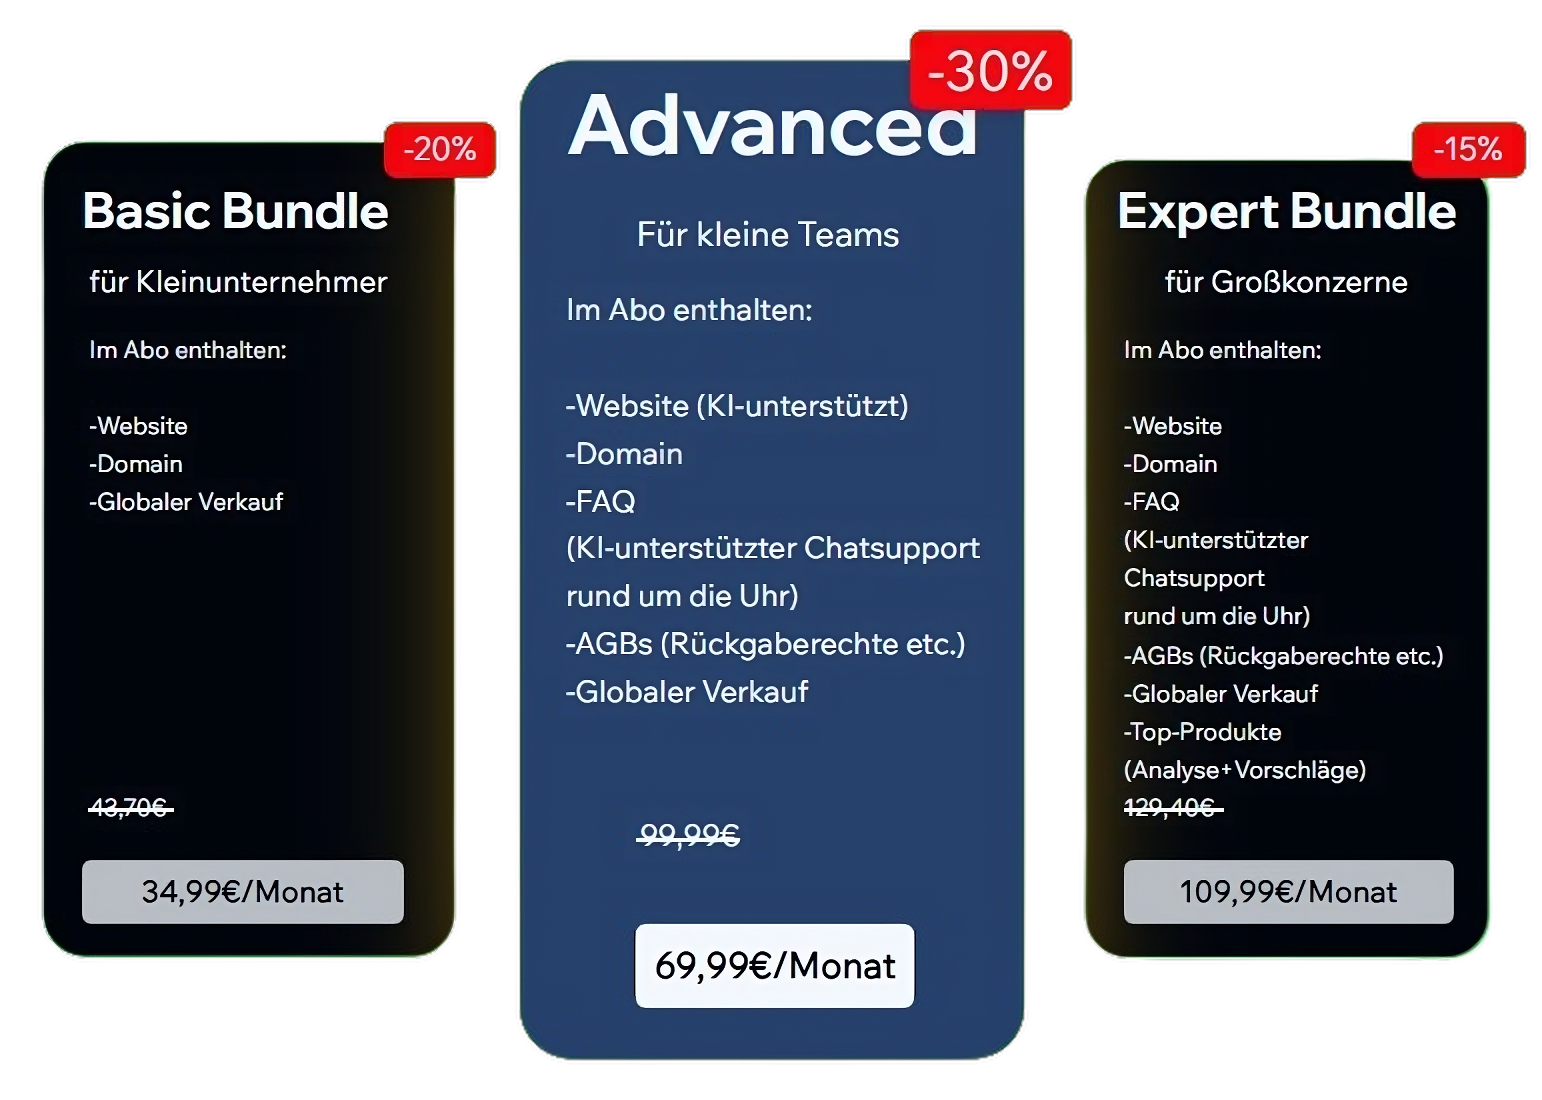 -20%
Basic Bundle
für Kleinunternehmer
Im Abo enthalten:
-Website
-Domain
-Globaler Verkauf
43,70€
34,99€/Monat
-30%
Advanced
Für kleine Teams
Im Abo enthalten:
-Website (KI-unterstützt)
-Domain
-FAQ
(KI-unterstützter Chatsupport
rund um die Uhr)
-AGBs (Rückgaberechte etc.)
-Globaler Verkauf
99,99€
69,99€/Monat
-15%
Expert Bundle
für Großkonzerne
Im Abo enthalten:
-Website
-Domain
-FAQ
(KI-unterstützter
Chatsupport
rund um die Uhr)
-AGBs (Rückgaberechte etc.)
-Globaler Verkauf
-Top-Produkte
(Analyse+Vorschläge)
129,40€
109,99€/Monat